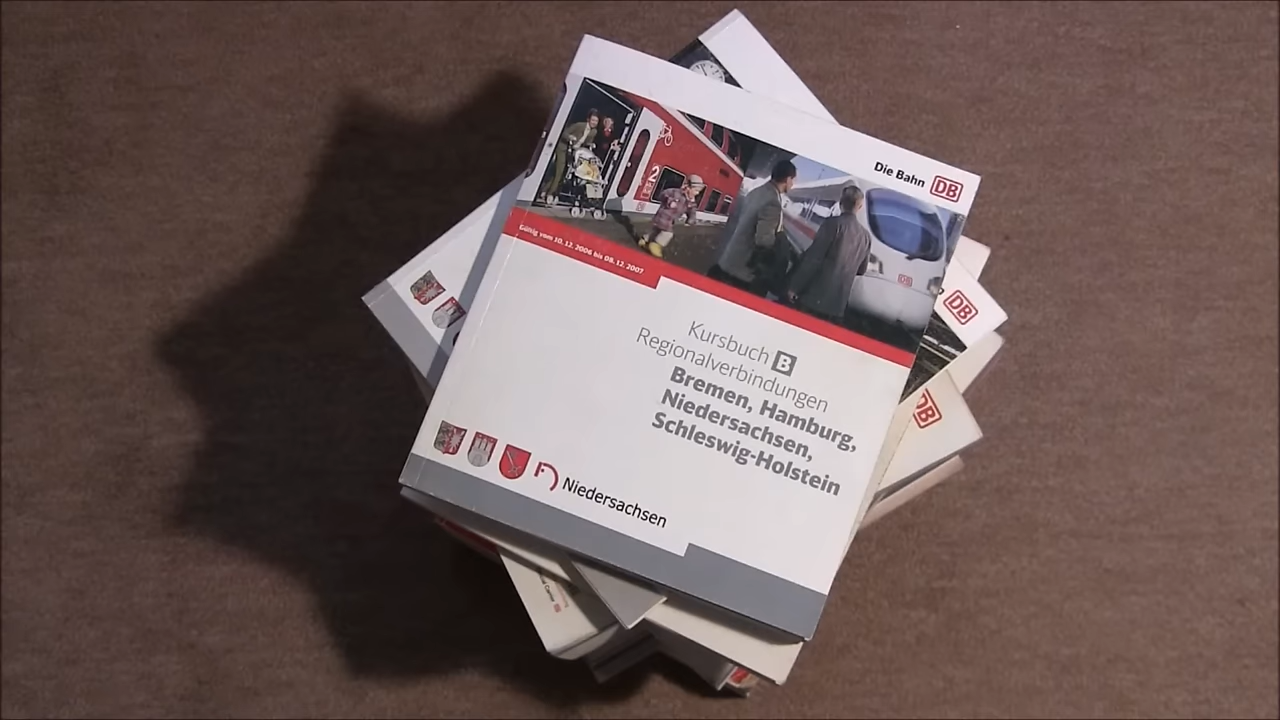 Die Bahn DB
2
Gültig vom 10.12.2006 bis 08.12.2007
Kursbuch B
Regionalverbindungen
Bremen, Hamburg,
Niedersachsen,
Schleswig-Holstein
Niedersachsen
DB
DB